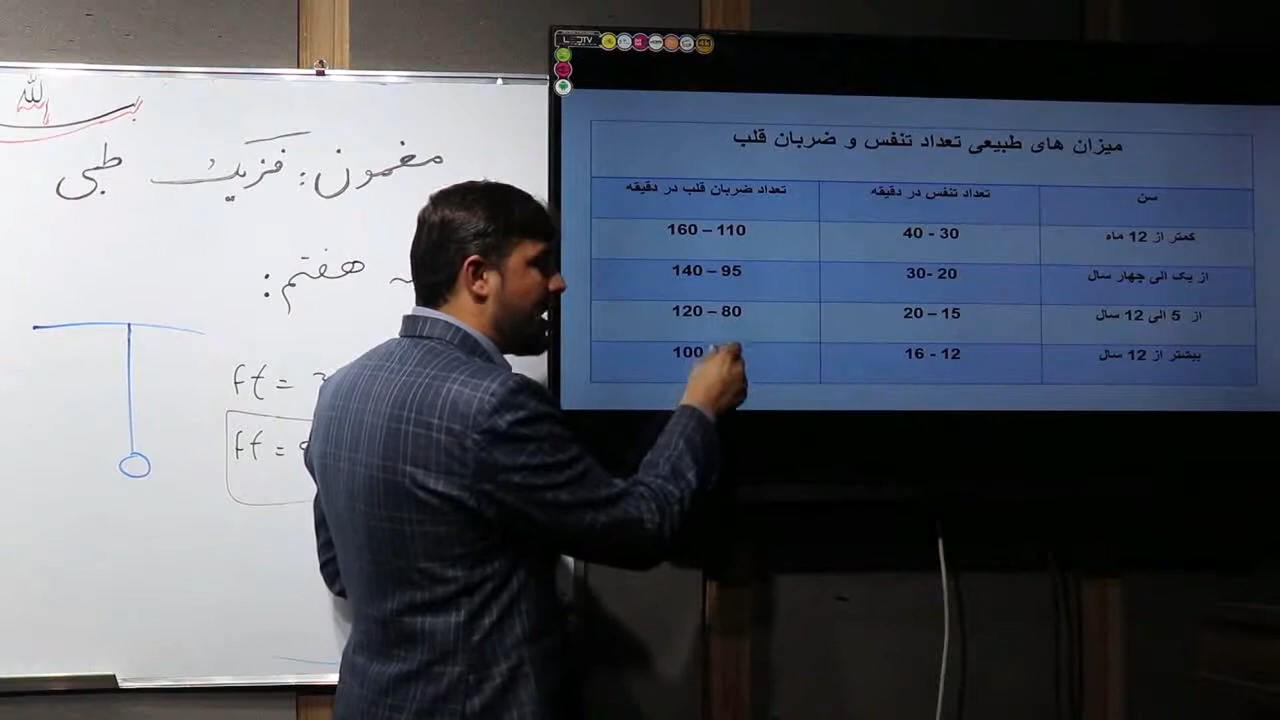 بسم الله
مضمون: فزیک طبی
هفتم:
ft =
ff =
LEDTV
4k
میزان های طبیعی تعداد تنفس و ضربان قلب
سن تعداد تنفس در دقیقه تعداد ضربان قلب در دقیقه
کمتر از 12 ماه 30 - 40 110 – 160
از یک الی چهار سال 20 -30 95 – 140
از 5 الی 12 سال 15 – 20 80 – 120
بیشتر از 12 سال 12 - 16 100